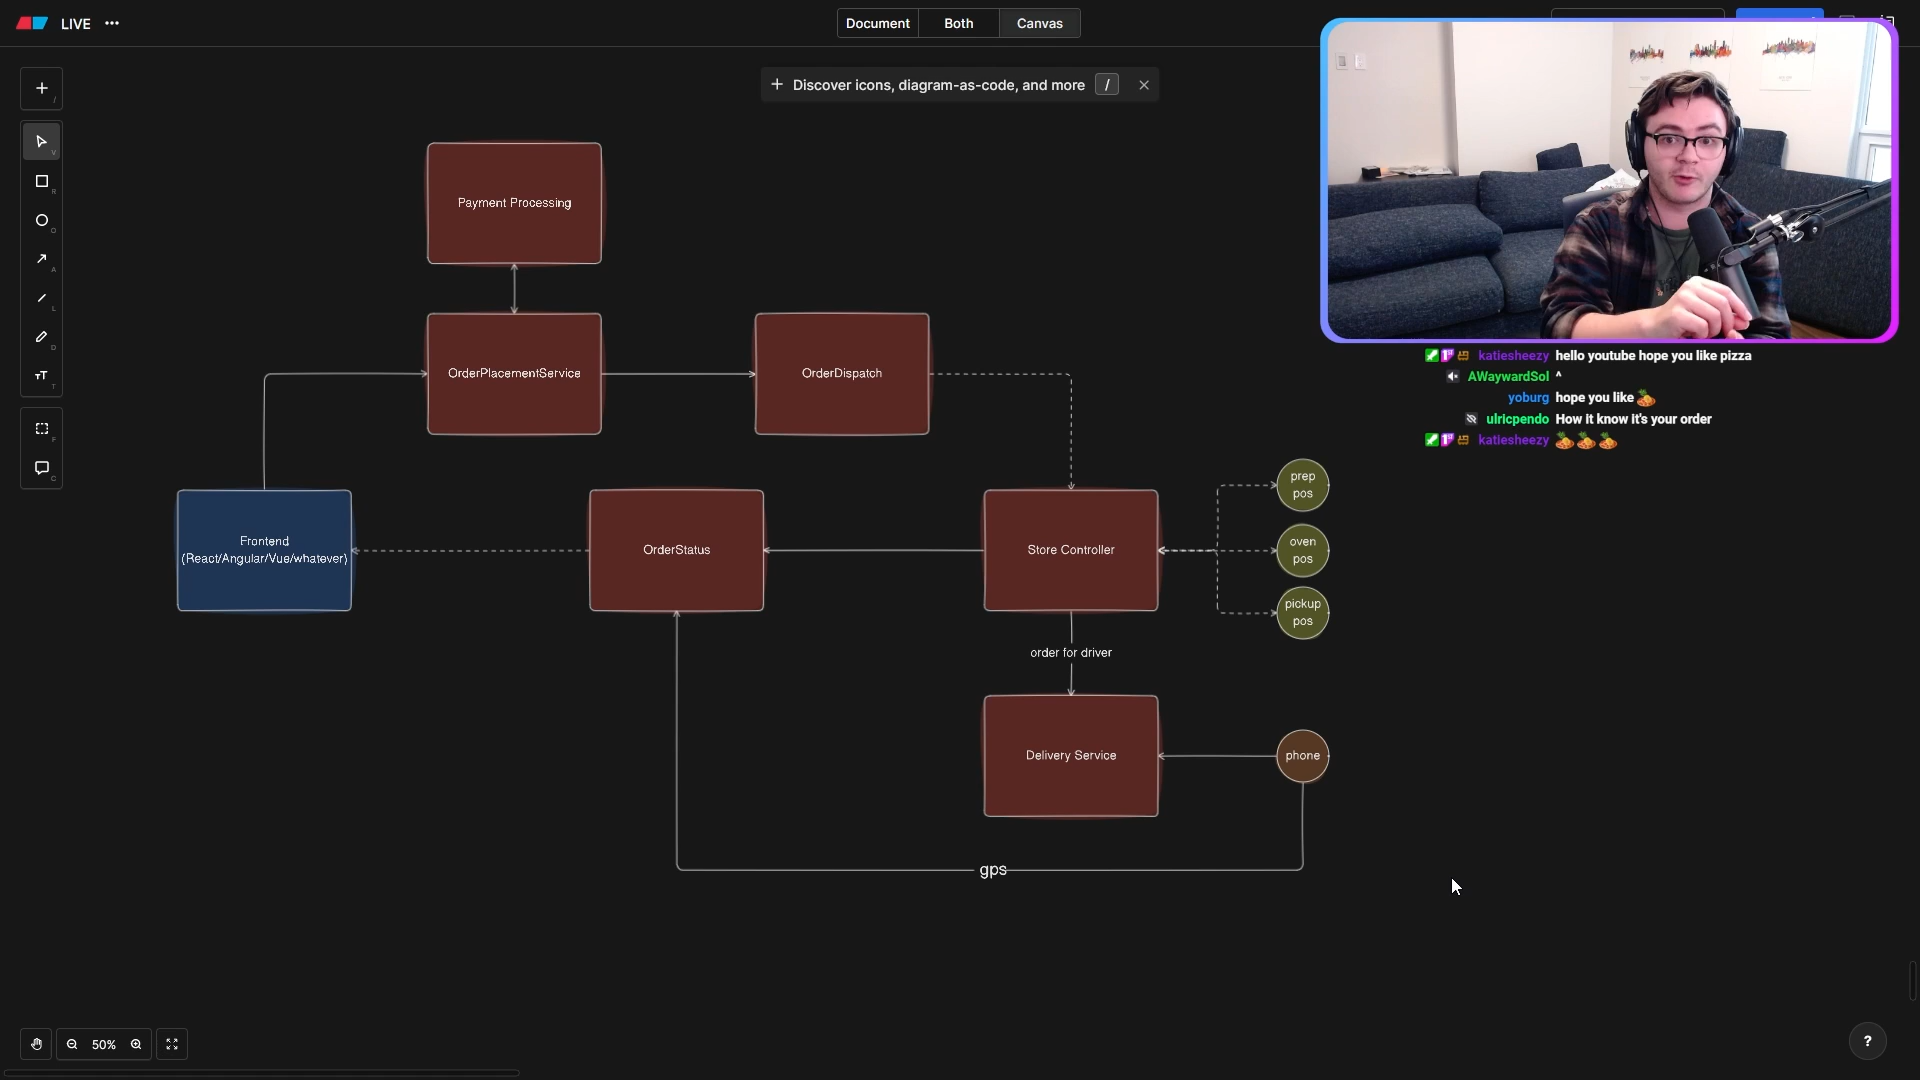 LIVE
Document
Both
Canvas
Discover icons, diagram-as-code, and more
/
Payment Processing
OrderPlacementService
OrderDispatch
Frontend
(React/Angular/Vue/whatever)
OrderStatus
Store Controller
prep
pos
oven
pos
pickup
pos
order for driver
Delivery Service
phone
gps
katiesheezy hello youtube hope you like pizza
AWaywardSol ^
yoburg hope you like
ulricpendo How it know it's your order
katiesheezy
50%
?